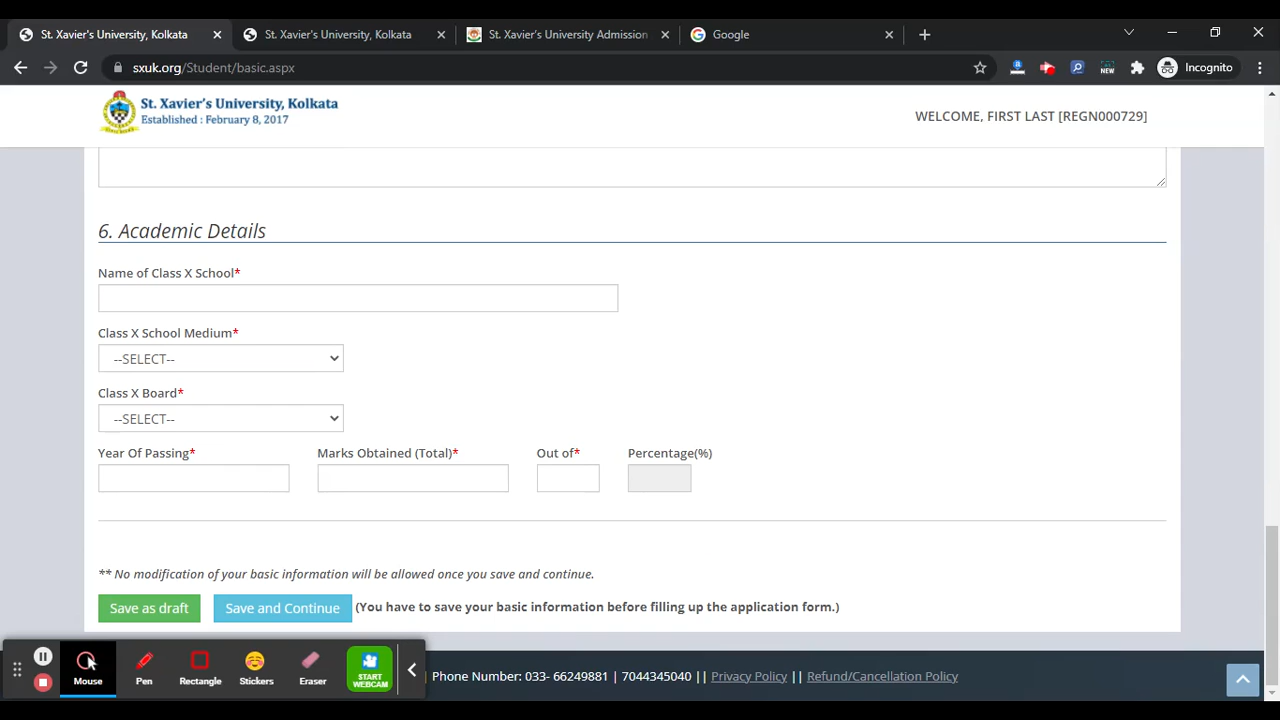 St. Xavier's University, Kolkata
St. Xavier's University, Kolkata
St. Xavier's University Admission
Google
sxuk.org/Student/basic.aspx
NEW
Incognito
St. Xavier's University, Kolkata
Established : February 8, 2017
WELCOME, FIRST LAST [REGN000729]
6. Academic Details
Name of Class X School*
Class X School Medium*
--SELECT--
Class X Board*
--SELECT--
Year Of Passing* Marks Obtained (Total)* Out of* Percentage(%)
** No modification of your basic information will be allowed once you save and continue.
Save as draft Save and Continue (You have to save your basic information before filling up the application form.)
Mouse Pen Rectangle Stickers Eraser START WEBCAM
| Phone Number: 033- 66249881 | 7044345040 || Privacy Policy || Refund/Cancellation Policy